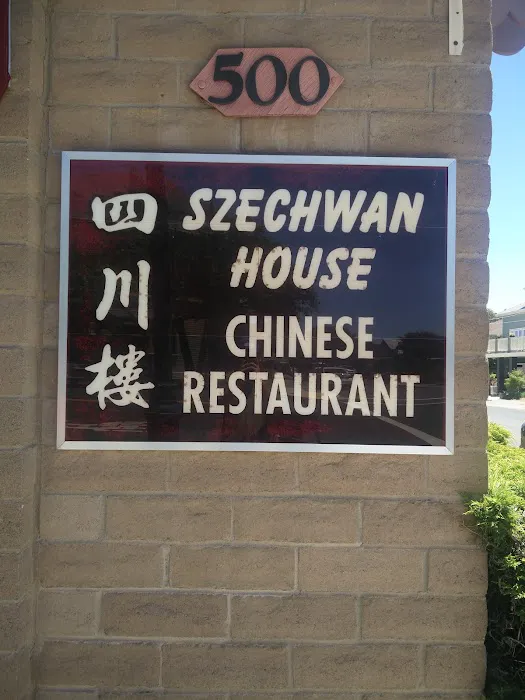 500
四川樓
SZECHWAN
HOUSE
CHINESE
RESTAURANT